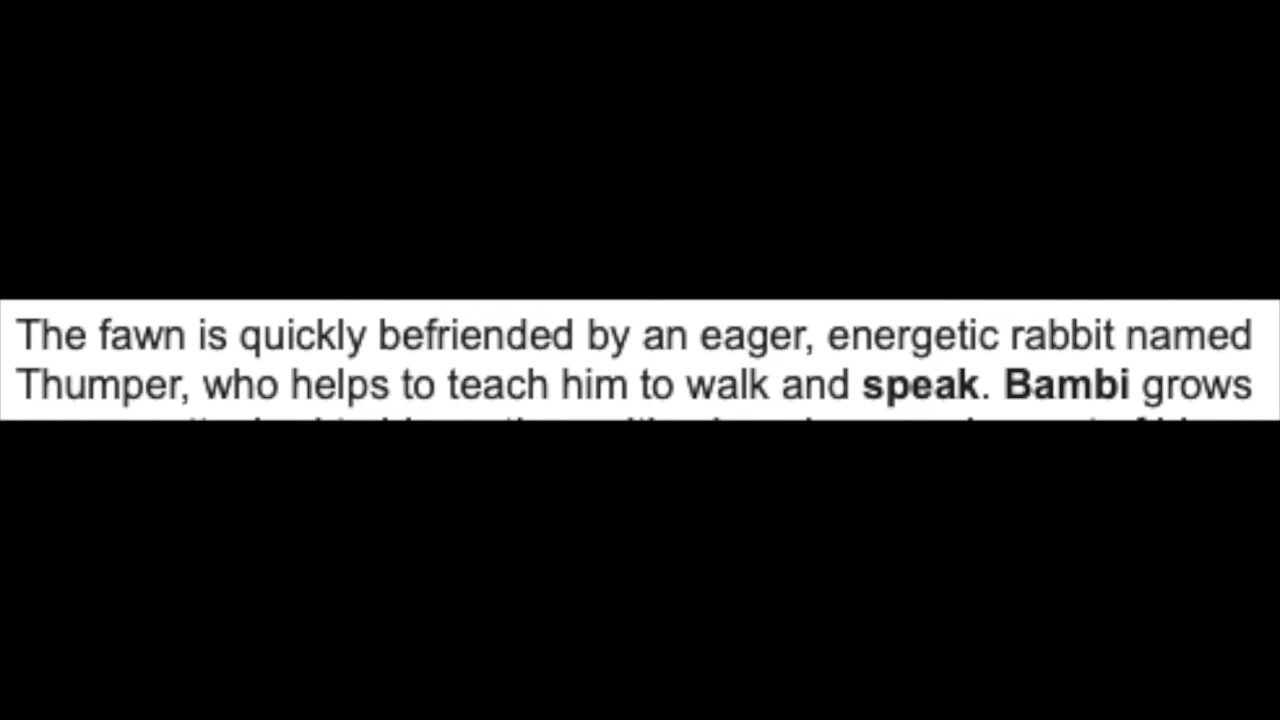 The fawn is quickly befriended by an eager, energetic rabbit named
Thumper, who helps to teach him to walk and speak. Bambi grows